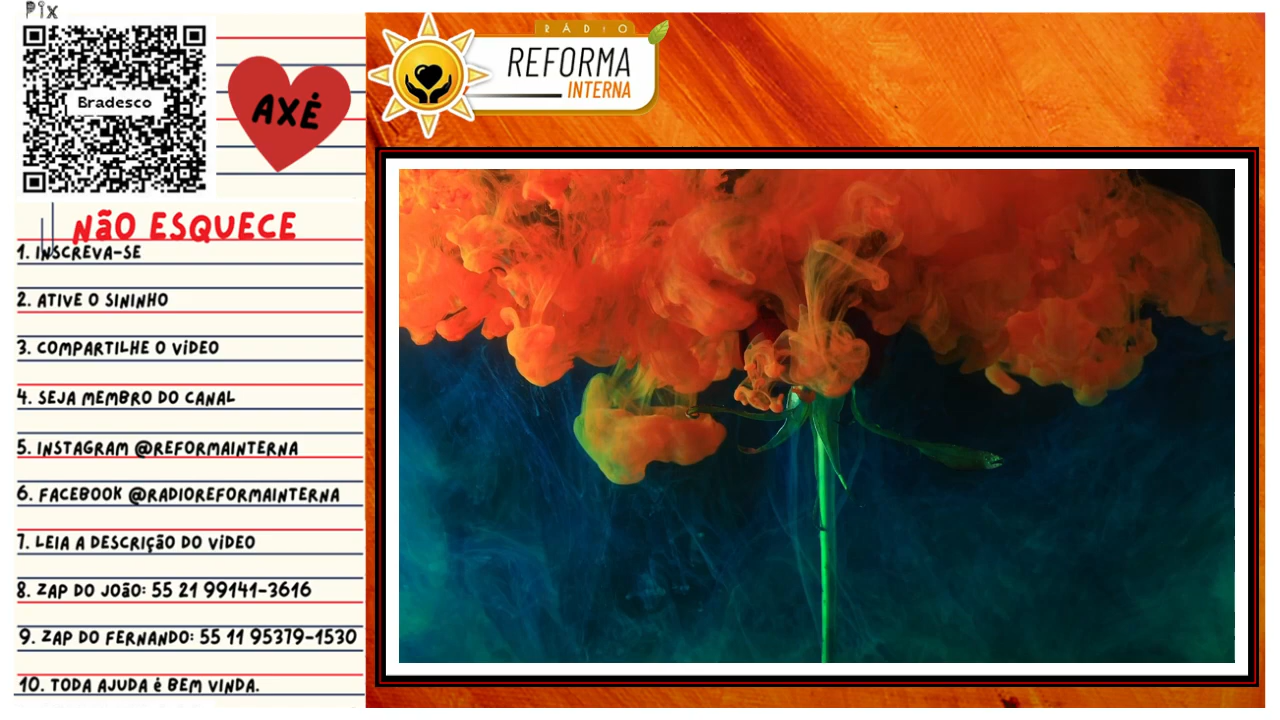 Pix
Bradesco
AXÉ
RÁDIO
REFORMA
INTERNA
NãO ESQUECE
1. INSCREVA-SE
2. ATIVE O SININHO
3. COMPARTILHE O VíDEO
4. SEJA MEMBRO DO CANAL
5. INSTAGRAM @REFORMAINTERNA
6. FACEBOOK @RADIOREFORMAINTERNA
7. LEIA A DESCRIÇãO DO VíDEO
8. ZAP DO JOãO: 55 21 99141-3616
9. ZAP DO FERNANDO: 55 11 95379-1530
10. TODA AJUDA é BEM VINDA.